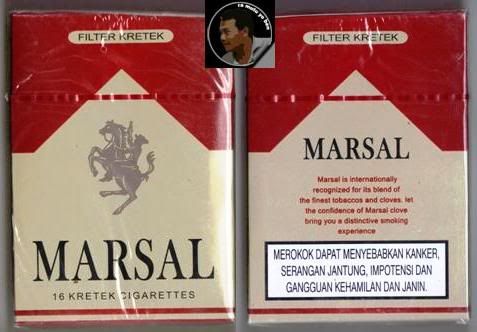 FILTER KRETEK
MARSAL
16 KRETEK CIGARETTES
FILTER KRETEK
MARSAL
Marsal is internationally
recognized for its blend of
the finest tobaccos and cloves. let
the confidence of Marsal clove
bring you a distinctive smoking
experience
MEROKOK DAPAT MENYEBABKAN KANKER,
SERANGAN JANTUNG, IMPOTENSI DAN
GANGGUAN KEHAMILAN DAN JANIN.